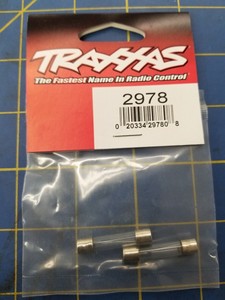 TRAXXAS
The Fastest Name In Radio Control
2978
0 20334 29780 8